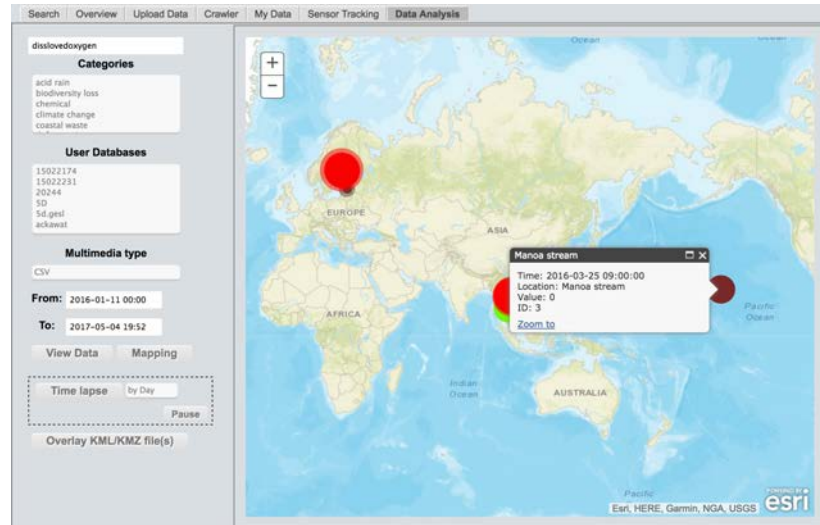 Search Overview Upload Data Crawler My Data Sensor Tracking Data Analysis
disslovedoxygen
Categories
acid rain
biodiversity loss
chemical
climate change
coastal waste
User Databases
15022174
15022231
20244
5D
5d.gesl
ackawat
Multimedia type
CSV
From: 2016-01-11 00:00
To: 2017-05-04 19:52
View Data Mapping
Time lapse by Day
Pause
Overlay KML/KMZ file(s)
+
−
Ocean
EUROPE
ASIA
AFRICA
Manoa stream
Time: 2016-03-25 09:00:00
Location: Manoa stream
Value: 0
ID: 3
Zoom to
Pacific
Ocean
Indian
Ocean
AUSTRALIA
Pacific
Esri, HERE, Garmin, NGA, USGS
POWERED BY
esri